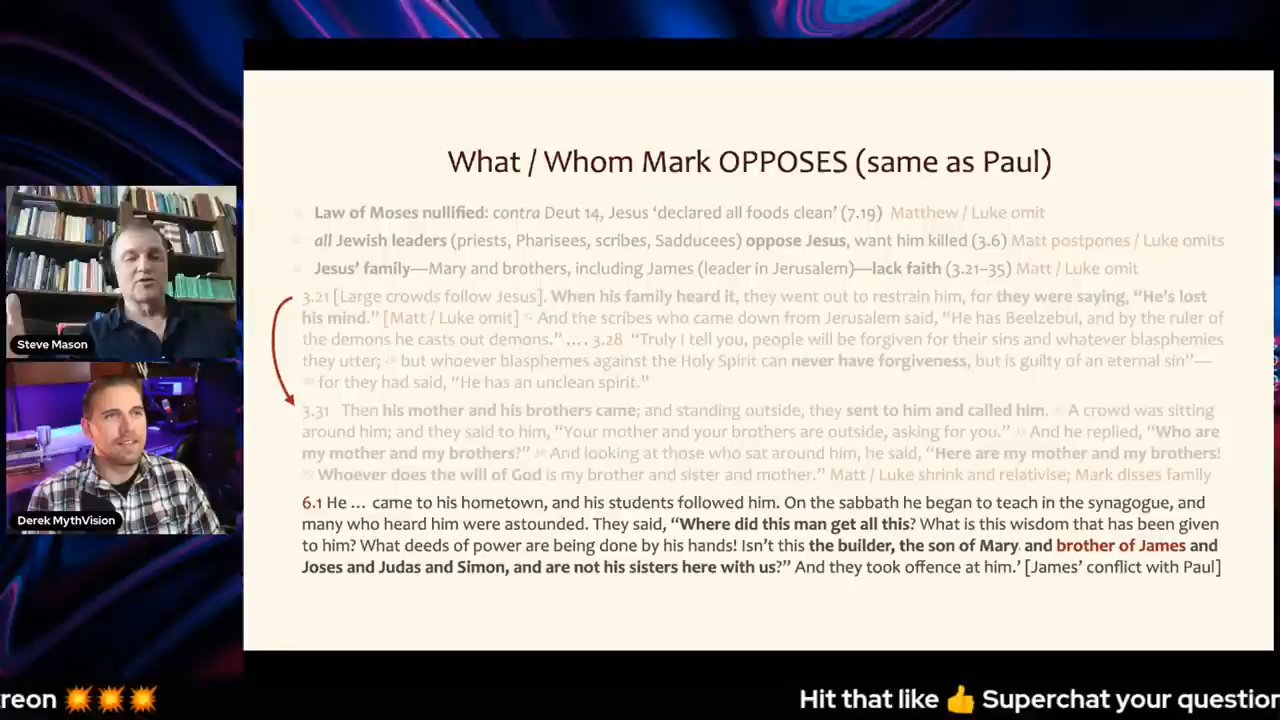 What / Whom Mark OPPOSES (same as Paul)
Law of Moses nullified: contra Deut 14, Jesus ‘declared all foods clean’ (7.19) Matthew / Luke omit
all Jewish leaders (priests, Pharisees, scribes, Sadducees) oppose Jesus, want him killed (3.6) Matt postpones / Luke omits
Jesus’ family—Mary and brothers, including James (leader in Jerusalem)—lack faith (3.21–35) Matt / Luke omit
3.21 [Large crowds follow Jesus]. When his family heard it, they went out to restrain him, for they were saying, “He’s lost
his mind.” [Matt / Luke omit] And the scribes who came down from Jerusalem said, “He has Beelzebul, and by the ruler of
the demons he casts out demons.” .... 3.28 “Truly I tell you, people will be forgiven for their sins and whatever blasphemies
they utter; but whoever blasphemes against the Holy Spirit can never have forgiveness, but is guilty of an eternal sin”—
for they had said, “He has an unclean spirit.”
3.31 Then his mother and his brothers came; and standing outside, they sent to him and called him. A crowd was sitting
around him; and they said to him, “Your mother and your brothers are outside, asking for you.” And he replied, “Who are
my mother and my brothers?” And looking at those who sat around him, he said, “Here are my mother and my brothers!
Whoever does the will of God is my brother and sister and mother.” Matt / Luke shrink and relativise; Mark disses family
6.1 He ... came to his hometown, and his students followed him. On the sabbath he began to teach in the synagogue, and
many who heard him were astounded. They said, “Where did this man get all this? What is this wisdom that has been given
to him? What deeds of power are being done by his hands! Isn’t this the builder, the son of Mary and brother of James and
Joses and Judas and Simon, and are not his sisters here with us?” And they took offence at him.’ [James’ conflict with Paul]
Steve Mason
Derek MythVision
reon 💥💥💥 Hit that like 👍 Superchat your question